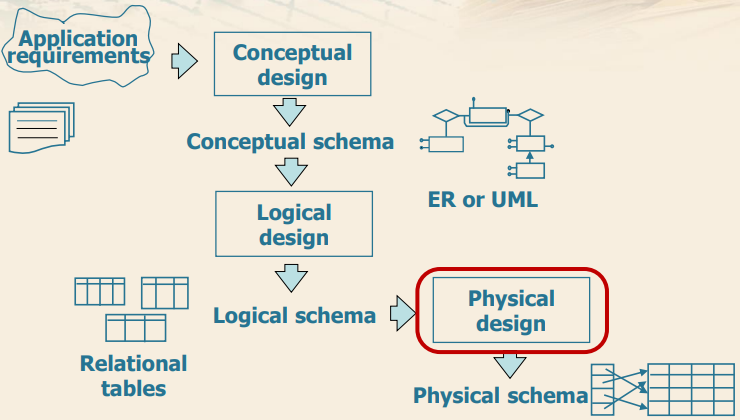 Application
requirements
Conceptual
design
Conceptual schema
ER or UML
Logical
design
Logical schema
Physical
design
Relational
tables
Physical schema